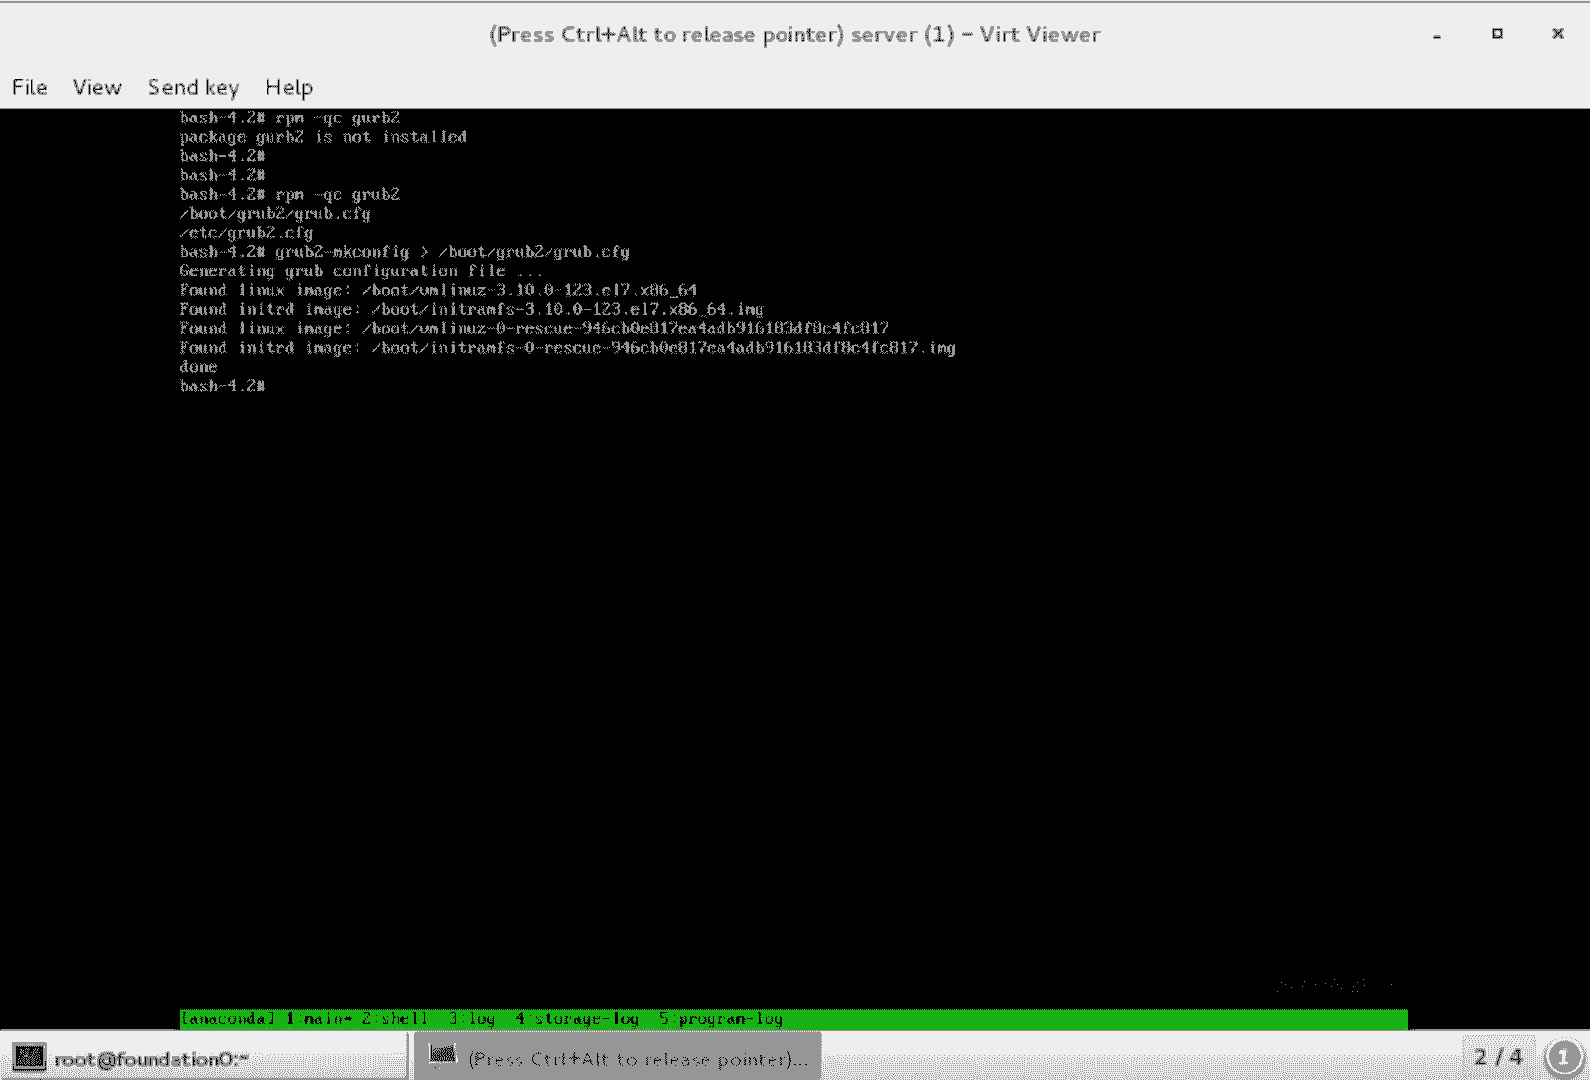 (Press Ctrl+Alt to release pointer) server (1) – Virt Viewer
File View Send key Help
bash-4.2# rpm -qc gurb2
package gurb2 is not installed
bash-4.2#
bash-4.2#
bash-4.2# rpm -qc grub2
/boot/grub2/grub.cfg
/etc/grub2.cfg
bash-4.2# grub2-mkconfig > /boot/grub2/grub.cfg
Generating grub configuration file ...
Found linux image: /boot/vmlinuz-3.10.0-123.el7.x86_64
Found initrd image: /boot/initramfs-3.10.0-123.el7.x86_64.img
Found linux image: /boot/vmlinuz-0-rescue-946cb0e817ea4adb916183df8c4fc817
Found initrd image: /boot/initramfs-0-rescue-946cb0e817ea4adb916183df8c4fc817.img
done
bash-4.2#
[anaconda] 1:main* 2:shell 3:log 4:storage-log 5:program-log
root@foundation0:~
(Press Ctrl+Alt to release pointer)...
2 / 4
1